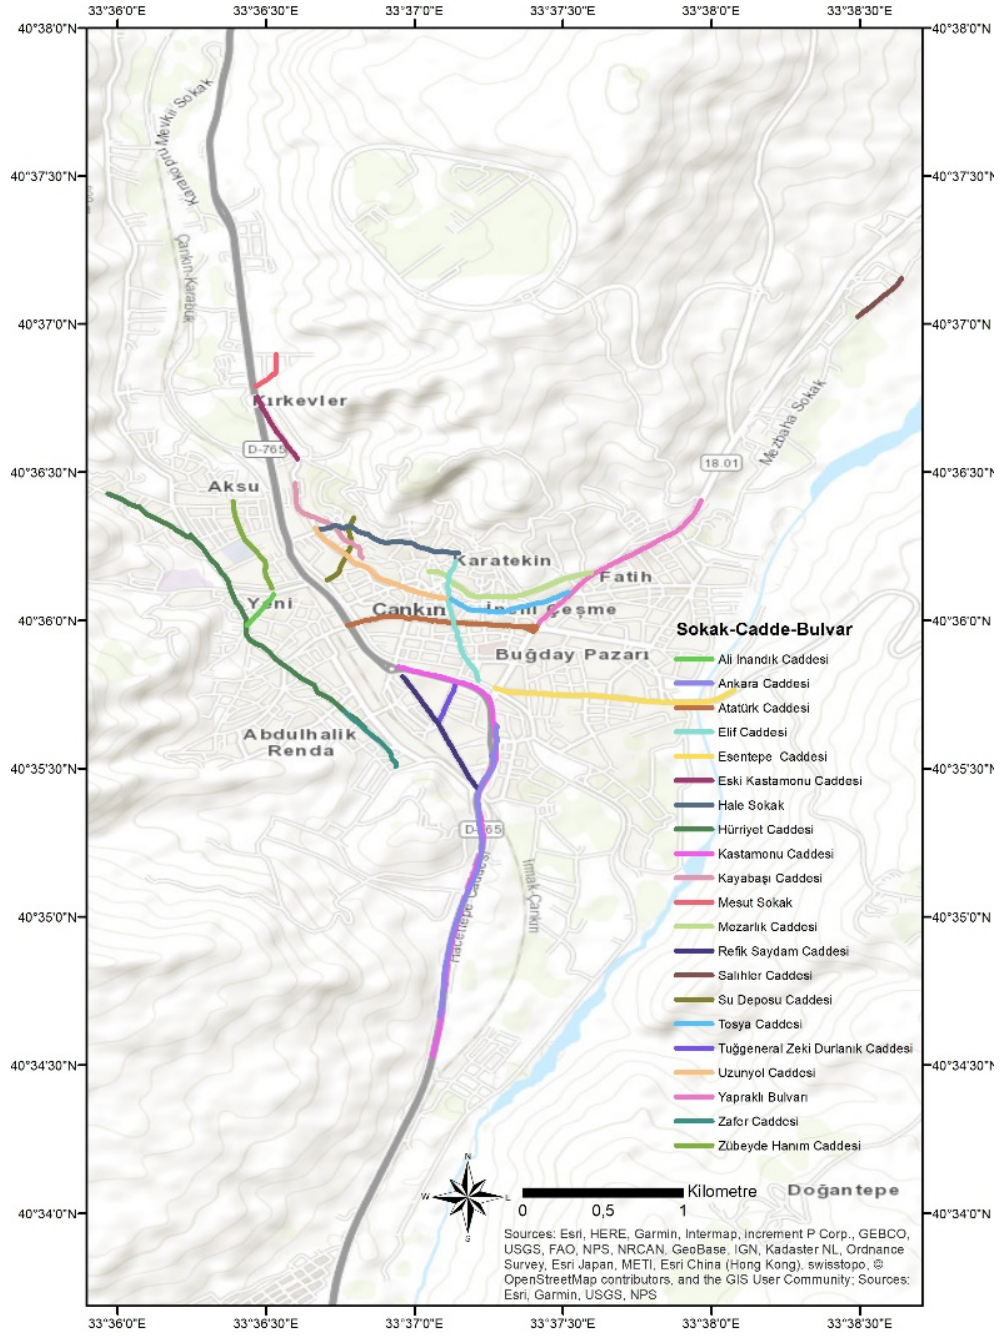 33°36'0"E 33°36'30"E 33°37'0"E 33°37'30"E 33°38'0"E 33°38'30"E
40°38'0"N 40°38'0"N
Karaköprü Mevkii Sokak
40°37'30"N 40°37'30"N
Çankırı-Karabük
40°37'0"N 40°37'0"N
Kırkevler
Mezbaha Sokak
D-765
18.01
40°36'30"N 40°36'30"N
Aksu
Karatekin
Fatih
Yeni
Çankırı
İnanı Çeşme
40°36'0"N 40°36'0"N
Buğday Pazarı
Abdulhalik
Renda
40°35'30"N 40°35'30"N
D-765
Hacettepe Caddesi
Irmak-Çankırı
40°35'0"N 40°35'0"N
40°34'30"N 40°34'30"N
40°34'0"N 40°34'0"N
Sokak-Cadde-Bulvar
Ali İnandık Caddesi
Ankara Caddesi
Atatürk Caddesi
Elif Caddesi
Esentepe Caddesi
Eski Kastamonu Caddesi
Hale Sokak
Hürriyet Caddesi
Kastamonu Caddesi
Kayabaşı Caddesi
Mesut Sokak
Mezarlık Caddesi
Refik Saydam Caddesi
Salihler Caddesi
Su Deposu Caddesi
Tosya Caddesi
Tuğgeneral Zeki Durlanık Caddesi
Uzunyol Caddesi
Yapraklı Bulvarı
Zafer Caddesi
Zübeyde Hanım Caddesi
N
W E
S
Kilometre
0 0,5 1
Doğantepe
Sources: Esri, HERE, Garmin, Intermap, increment P Corp., GEBCO,
USGS, FAO, NPS, NRCAN, GeoBase, IGN, Kadaster NL, Ordnance
Survey, Esri Japan, METI, Esri China (Hong Kong), swisstopo, ©
OpenStreetMap contributors, and the GIS User Community; Sources:
Esri, Garmin, USGS, NPS
33°36'0"E 33°36'30"E 33°37'0"E 33°37'30"E 33°38'0"E 33°38'30"E